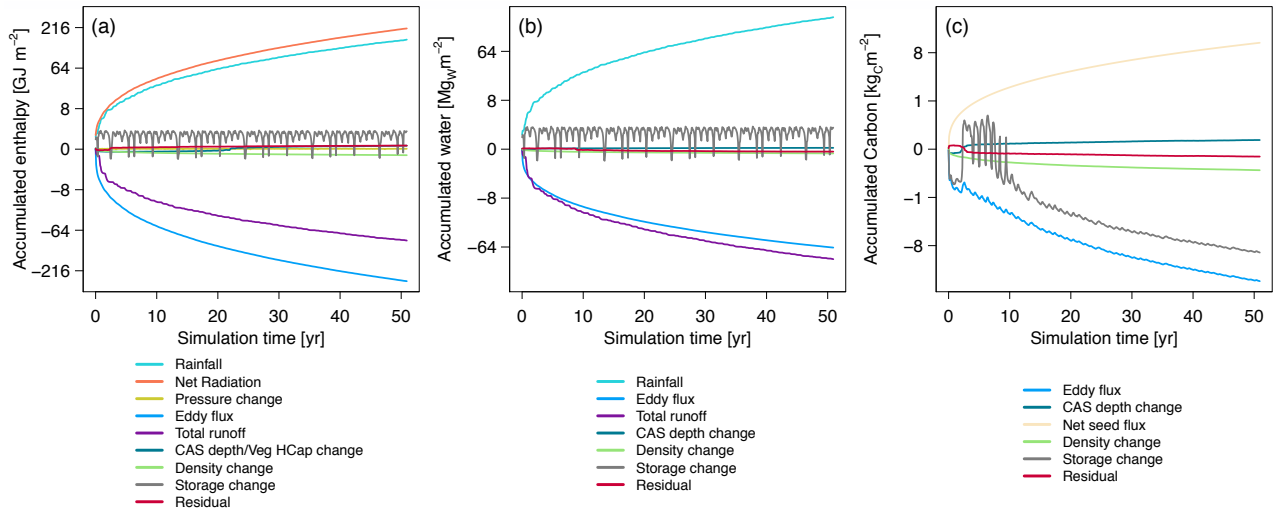 (a)
Accumulated enthalpy [GJ m−2]
216
64
8
0
−8
−64
−216
0 10 20 30 40 50
Simulation time [yr]
Rainfall
Net Radiation
Pressure change
Eddy flux
Total runoff
CAS depth/Veg HCap change
Density change
Storage change
Residual
(b)
Accumulated water [MgWm−2]
64
8
0
−8
−64
0 10 20 30 40 50
Simulation time [yr]
Rainfall
Eddy flux
Total runoff
CAS depth change
Density change
Storage change
Residual
(c)
Accumulated Carbon [kgCm−2]
8
1
0
−1
−8
0 10 20 30 40 50
Simulation time [yr]
Eddy flux
CAS depth change
Net seed flux
Density change
Storage change
Residual